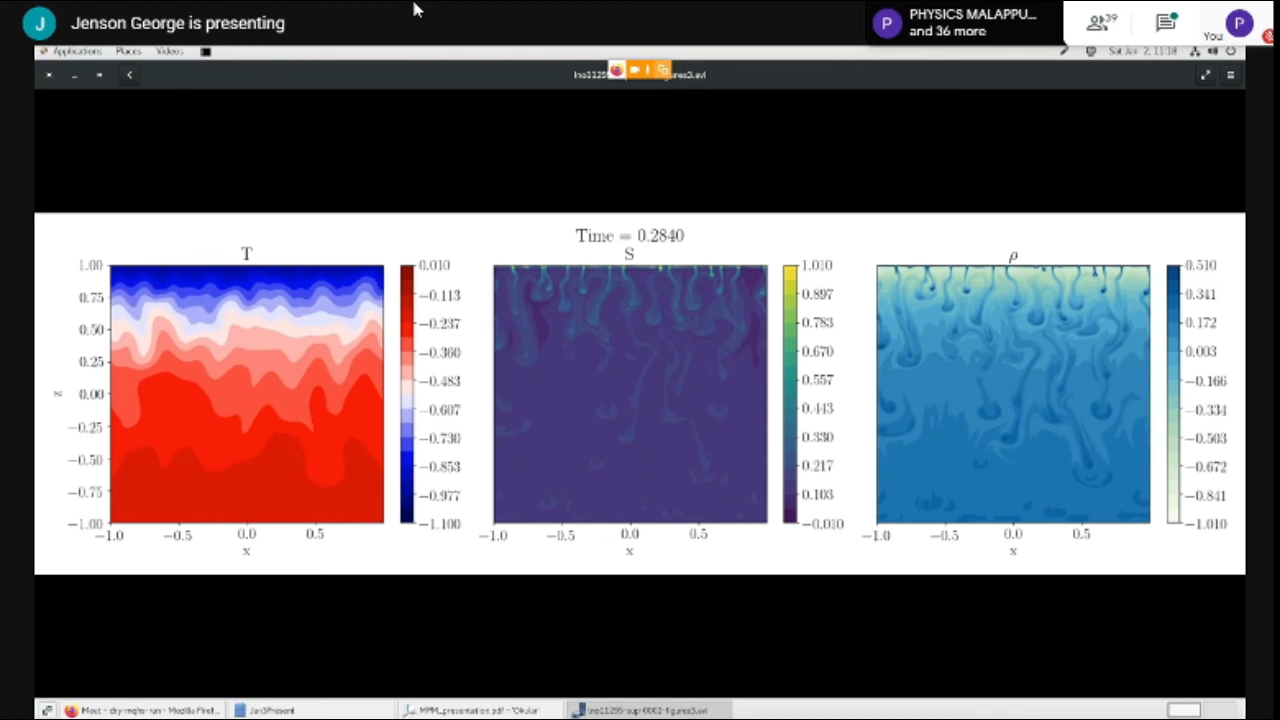 J Jenson George is presenting
P PHYSICS MALAPPU...
and 36 more
39
You P
Applications Places Videos
Time = 0.2840
T
1.00
0.75
0.50
0.25
0.00
−0.25
−0.50
−0.75
−1.00
z
−1.0 −0.5 0.0 0.5
x
0.010
−0.113
−0.237
−0.360
−0.483
−0.607
−0.730
−0.853
−0.977
−1.100
S
−1.0 −0.5 0.0 0.5
x
1.010
0.897
0.783
0.670
0.557
0.443
0.330
0.217
0.103
−0.010
ρ
−1.0 −0.5 0.0 0.5
x
0.510
0.341
0.172
0.003
−0.166
−0.334
−0.503
−0.672
−0.841
−1.010
Jan3Present
MPM_presentation.pdf — Okular